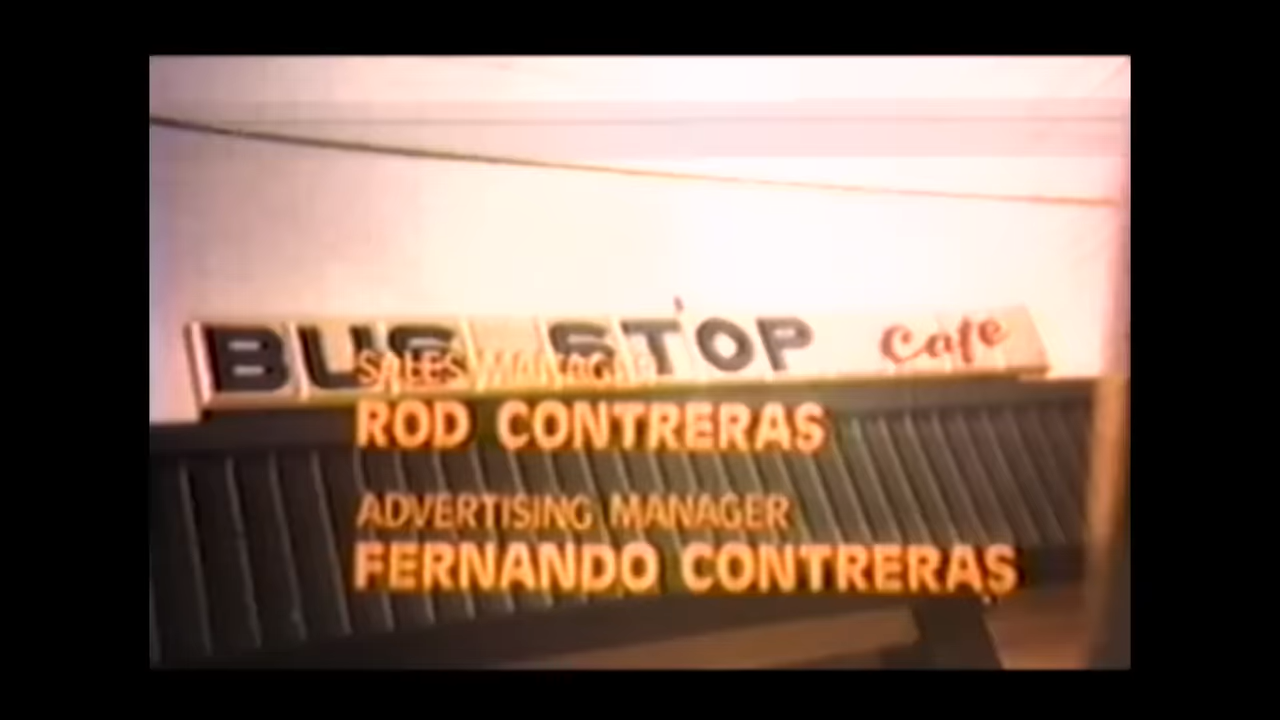 BUS STOP Cafe
SALES MANAGER
ROD CONTRERAS
ADVERTISING MANAGER
FERNANDO CONTRERAS